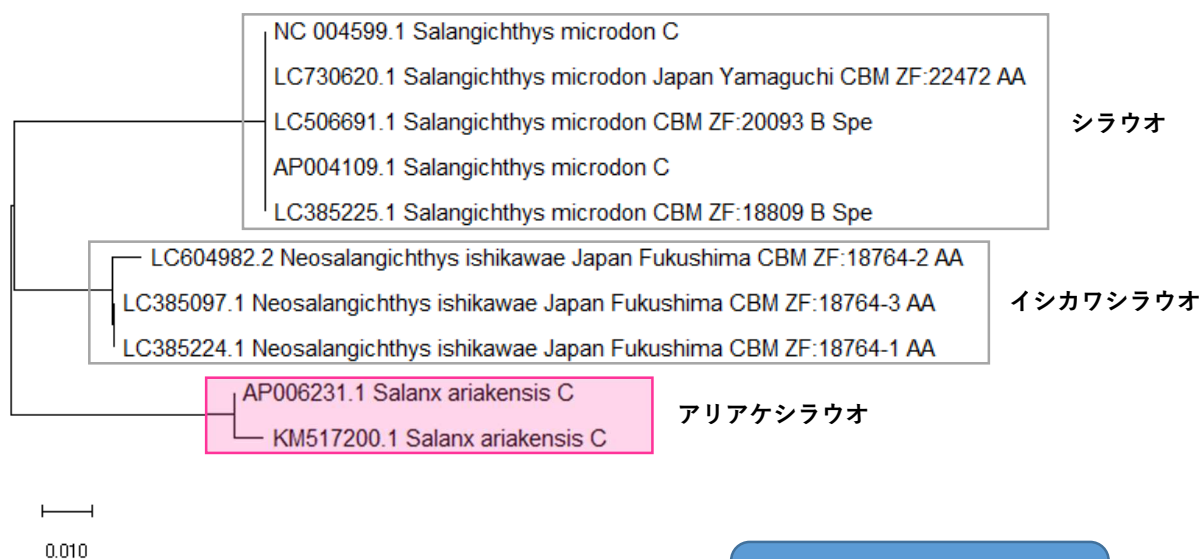 NC 004599.1 Salangichthys microdon C
LC730620.1 Salangichthys microdon Japan Yamaguchi CBM ZF:22472 AA
LC506691.1 Salangichthys microdon CBM ZF:20093 B Spe
シラウオ
AP004109.1 Salangichthys microdon C
LC385225.1 Salangichthys microdon CBM ZF:18809 B Spe
LC604982.2 Neosalangichthys ishikawae Japan Fukushima CBM ZF:18764-2 AA
LC385097.1 Neosalangichthys ishikawae Japan Fukushima CBM ZF:18764-3 AA
イシカワシラウオ
LC385224.1 Neosalangichthys ishikawae Japan Fukushima CBM ZF:18764-1 AA
AP006231.1 Salanx ariakensis C
アリアケシラウオ
KM517200.1 Salanx ariakensis C
0.010